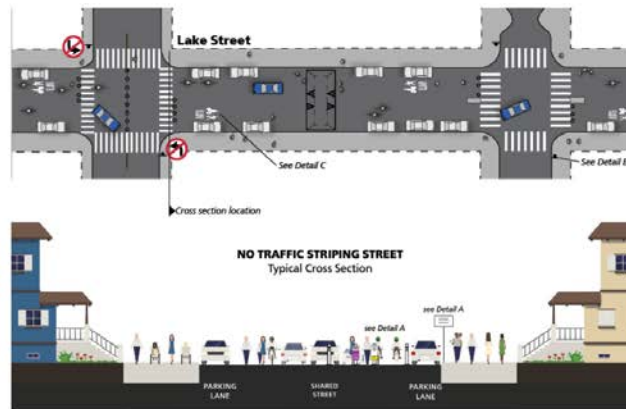 Lake Street
See Detail C
See Detail B
Cross section location
NO TRAFFIC STRIPING STREET
Typical Cross Section
see Detail A
see Detail A
PARKING
LANE
SHARED
STREET
PARKING
LANE